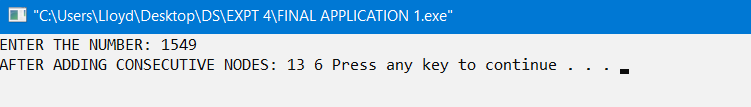 "C:\Users\Lloyd\Desktop\DS\EXPT 4\FINAL APPLICATION 1.exe"
ENTER THE NUMBER: 1549
AFTER ADDING CONSECUTIVE NODES: 13 6 Press any key to continue . . .